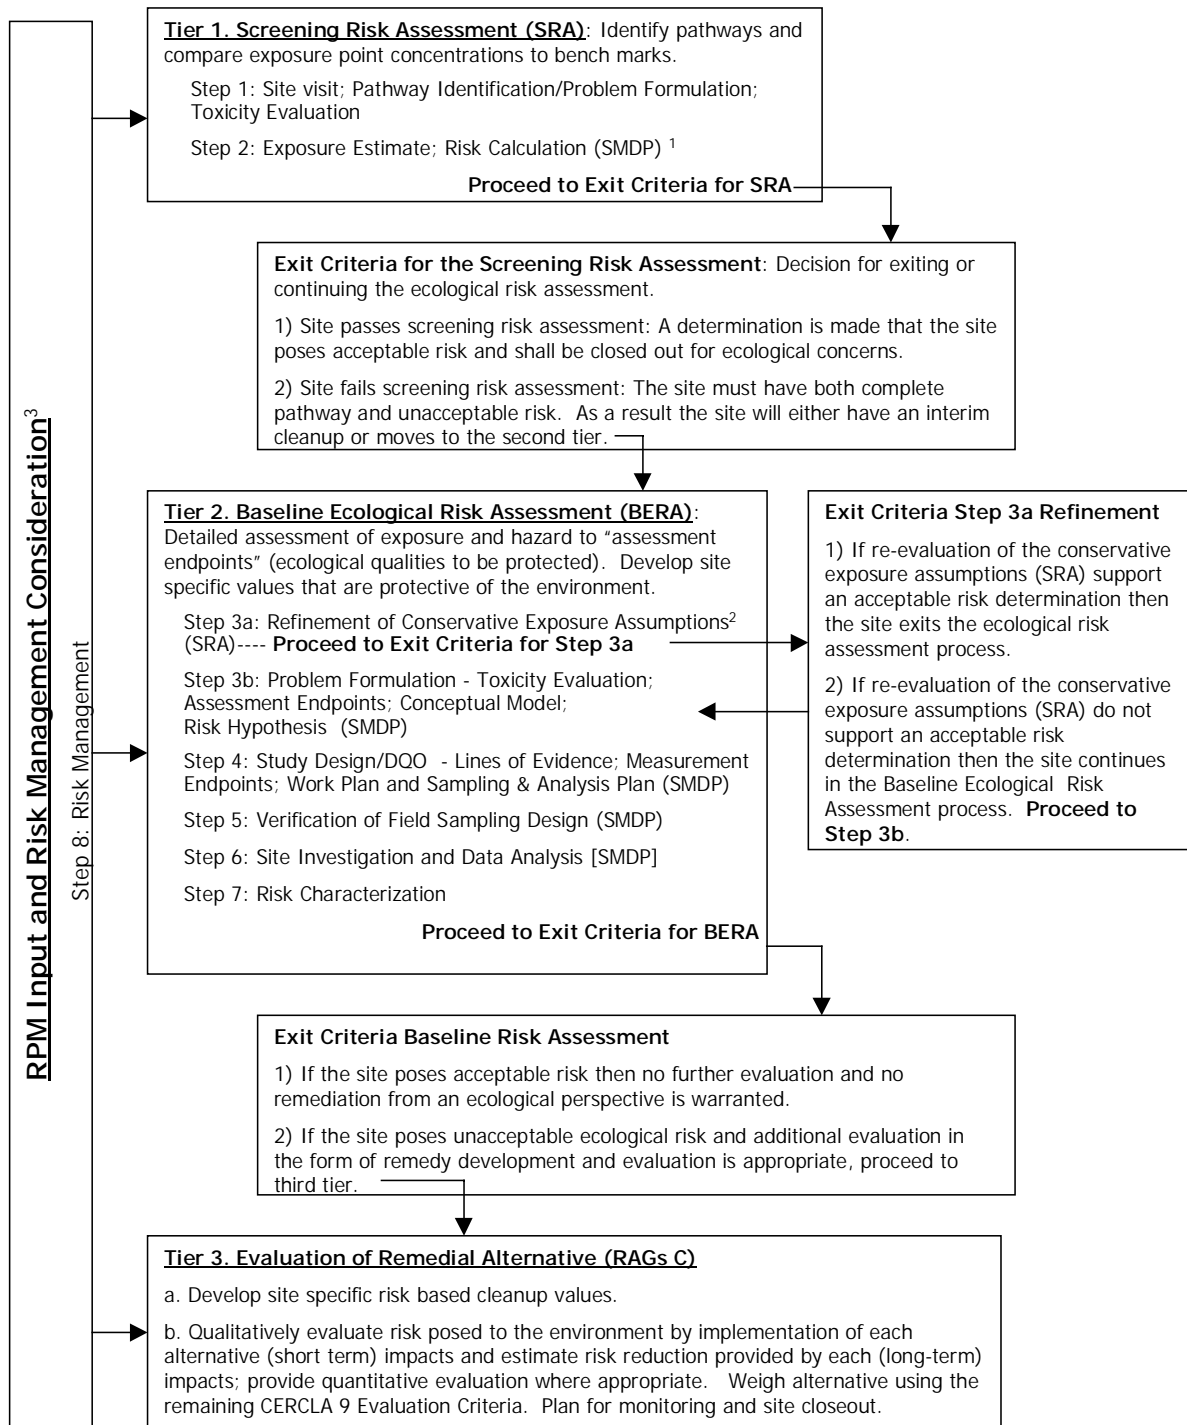 RPM Input and Risk Management Consideration3
Step 8: Risk Management
Tier 1. Screening Risk Assessment (SRA): Identify pathways and
compare exposure point concentrations to bench marks.
Step 1: Site visit; Pathway Identification/Problem Formulation;
Toxicity Evaluation
Step 2: Exposure Estimate; Risk Calculation (SMDP) 1
Proceed to Exit Criteria for SRA
Exit Criteria for the Screening Risk Assessment: Decision for exiting or
continuing the ecological risk assessment.
1) Site passes screening risk assessment: A determination is made that the site
poses acceptable risk and shall be closed out for ecological concerns.
2) Site fails screening risk assessment: The site must have both complete
pathway and unacceptable risk. As a result the site will either have an interim
cleanup or moves to the second tier.
Tier 2. Baseline Ecological Risk Assessment (BERA):
Detailed assessment of exposure and hazard to "assessment
endpoints" (ecological qualities to be protected). Develop site
specific values that are protective of the environment.
Step 3a: Refinement of Conservative Exposure Assumptions2
(SRA)---- Proceed to Exit Criteria for Step 3a
Step 3b: Problem Formulation - Toxicity Evaluation;
Assessment Endpoints; Conceptual Model;
Risk Hypothesis (SMDP)
Step 4: Study Design/DQO - Lines of Evidence; Measurement
Endpoints; Work Plan and Sampling & Analysis Plan (SMDP)
Step 5: Verification of Field Sampling Design (SMDP)
Step 6: Site Investigation and Data Analysis [SMDP]
Step 7: Risk Characterization
Proceed to Exit Criteria for BERA
Exit Criteria Step 3a Refinement
1) If re-evaluation of the conservative
exposure assumptions (SRA) support
an acceptable risk determination then
the site exits the ecological risk
assessment process.
2) If re-evaluation of the conservative
exposure assumptions (SRA) do not
support an acceptable risk
determination then the site continues
in the Baseline Ecological Risk
Assessment process. Proceed to
Step 3b.
Exit Criteria Baseline Risk Assessment
1) If the site poses acceptable risk then no further evaluation and no
remediation from an ecological perspective is warranted.
2) If the site poses unacceptable ecological risk and additional evaluation in
the form of remedy development and evaluation is appropriate, proceed to
third tier.
Tier 3. Evaluation of Remedial Alternative (RAGs C)
a. Develop site specific risk based cleanup values.
b. Qualitatively evaluate risk posed to the environment by implementation of each
alternative (short term) impacts and estimate risk reduction provided by each (long-term)
impacts; provide quantitative evaluation where appropriate. Weigh alternative using the
remaining CERCLA 9 Evaluation Criteria. Plan for monitoring and site closeout.